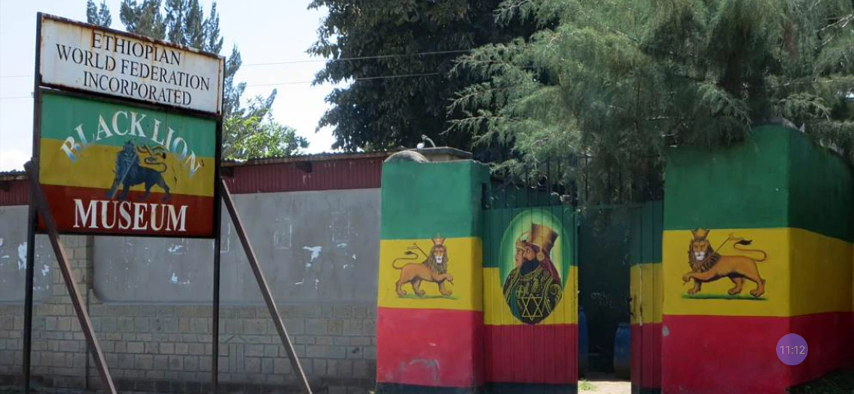 ETHIOPIAN
WORLD FEDERATION
INCORPORATED
BLACK LION
MUSEUM
11:12